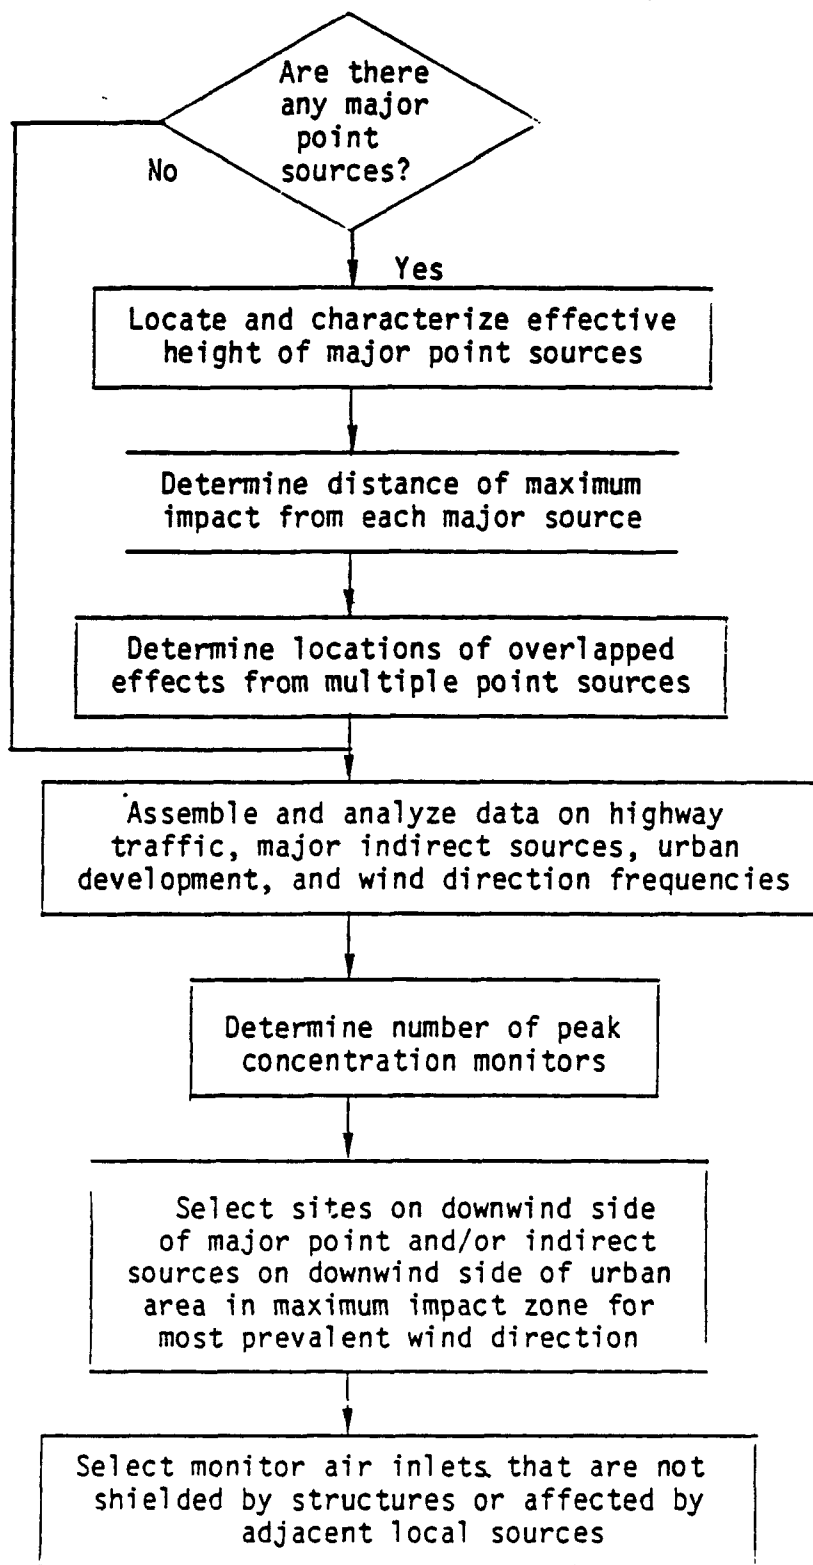 Are there
any major
point
sources?
No
Yes
Locate and characterize effective
height of major point sources
Determine distance of maximum
impact from each major source
Determine locations of overlapped
effects from multiple point sources
Assemble and analyze data on highway
traffic, major indirect sources, urban
development, and wind direction frequencies
Determine number of peak
concentration monitors
Select sites on downwind side
of major point and/or indirect
sources on downwind side of urban
area in maximum impact zone for
most prevalent wind direction
Select monitor air inlets that are not
shielded by structures or affected by
adjacent local sources